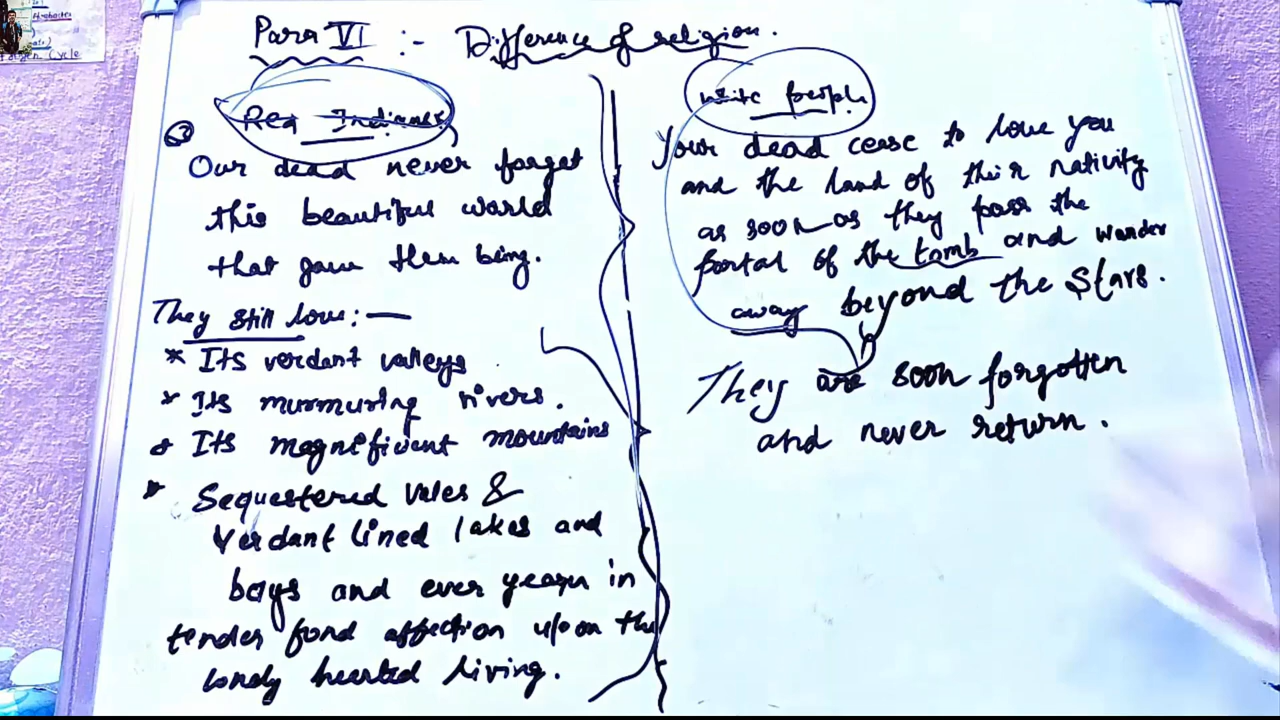 Para VI :- Difference of religion.
Red Indians
③
Our dead never forget
this beautiful world
that gave them being.
They still love:—
* Its verdant valleys
* Its murmuring rivers.
* Its magnificent mountains
* Sequestered vales &
Verdant lined lakes and
bays and ever yearn in
tender fond affection upon the
lonely hearted living.
White people
Your dead cease to love you
and the land of their nativity
as soon as they pass the
portal of the tomb and wander
away beyond the stars.
They are soon forgotten
and never return.
Cycle